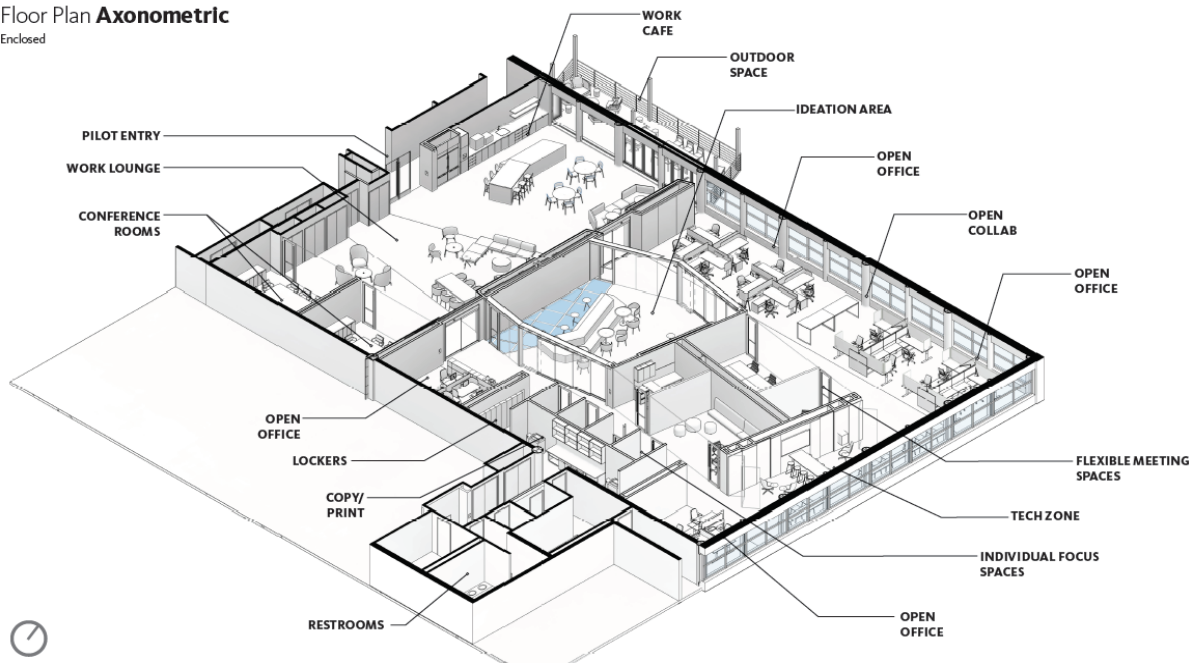 Floor Plan Axonometric
Enclosed
WORK
CAFE
OUTDOOR
SPACE
IDEATION AREA
OPEN
OFFICE
OPEN
COLLAB
OPEN
OFFICE
PILOT ENTRY
WORK LOUNGE
CONFERENCE
ROOMS
OPEN
OFFICE
LOCKERS
COPY/
PRINT
RESTROOMS
FLEXIBLE MEETING
SPACES
TECH ZONE
INDIVIDUAL FOCUS
SPACES
OPEN
OFFICE